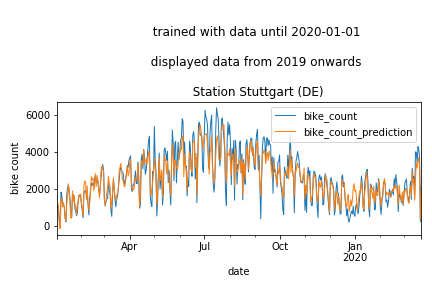 trained with data until 2020-01-01
displayed data from 2019 onwards
Station Stuttgart (DE)
bike_count
bike_count_prediction
6000
4000
2000
0
bike count
Apr
Jul
Oct
Jan
2020
date